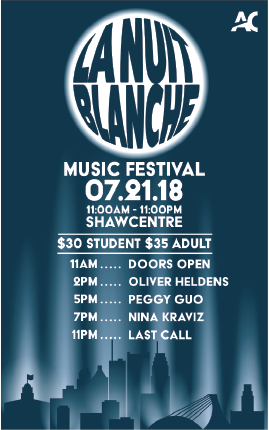 AC
LA NUIT
BLANCHE
MUSIC FESTIVAL
07.21.18
11:00AM - 11:00PM
SHAWCENTRE
$30 STUDENT $35 ADULT
11AM ..... DOORS OPEN
2PM ..... OLIVER HELDENS
5PM ..... PEGGY GUO
7PM ..... NINA KRAVIZ
11PM ..... LAST CALL